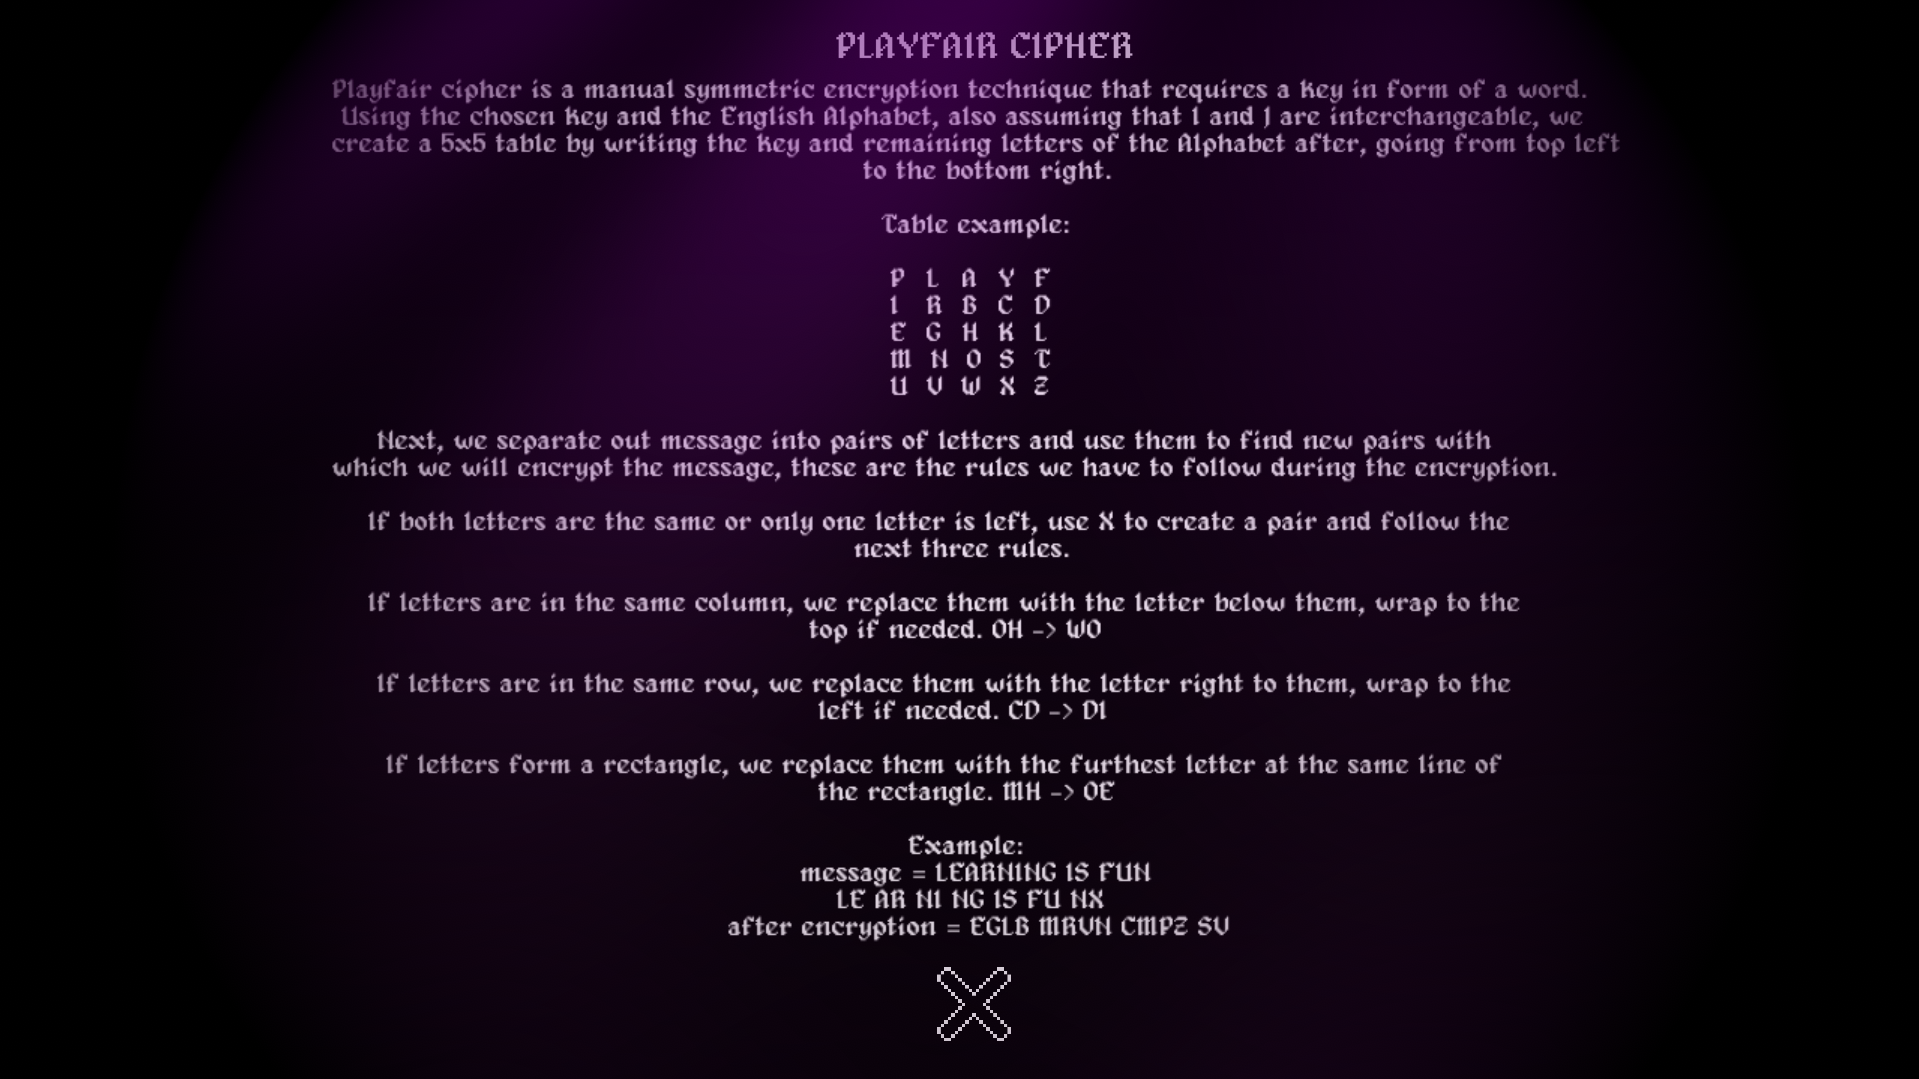 PLAYFAIR CIPHER
Playfair cipher is a manual symmetric encryption technique that requires a key in form of a word.
Using the chosen key and the English Alphabet, also assuming that I and J are interchangeable, we
create a 5x5 table by writing the key and remaining letters of the Alphabet after, going from top left
to the bottom right.
Table example:
P L A Y F
I R B C D
E G H K L
M N O S T
U V W X Z
Next, we separate out message into pairs of letters and use them to find new pairs with
which we will encrypt the message, these are the rules we have to follow during the encryption.
If both letters are the same or only one letter is left, use X to create a pair and follow the
next three rules.
If letters are in the same column, we replace them with the letter below them, wrap to the
top if needed. OH -> WO
If letters are in the same row, we replace them with the letter right to them, wrap to the
left if needed. CD -> DI
If letters form a rectangle, we replace them with the furthest letter at the same line of
the rectangle. MH -> OE
Example:
message = LEARNING IS FUN
LE AR NI NG IS FU NX
after encryption = EGLB MRVN CMPZ SV